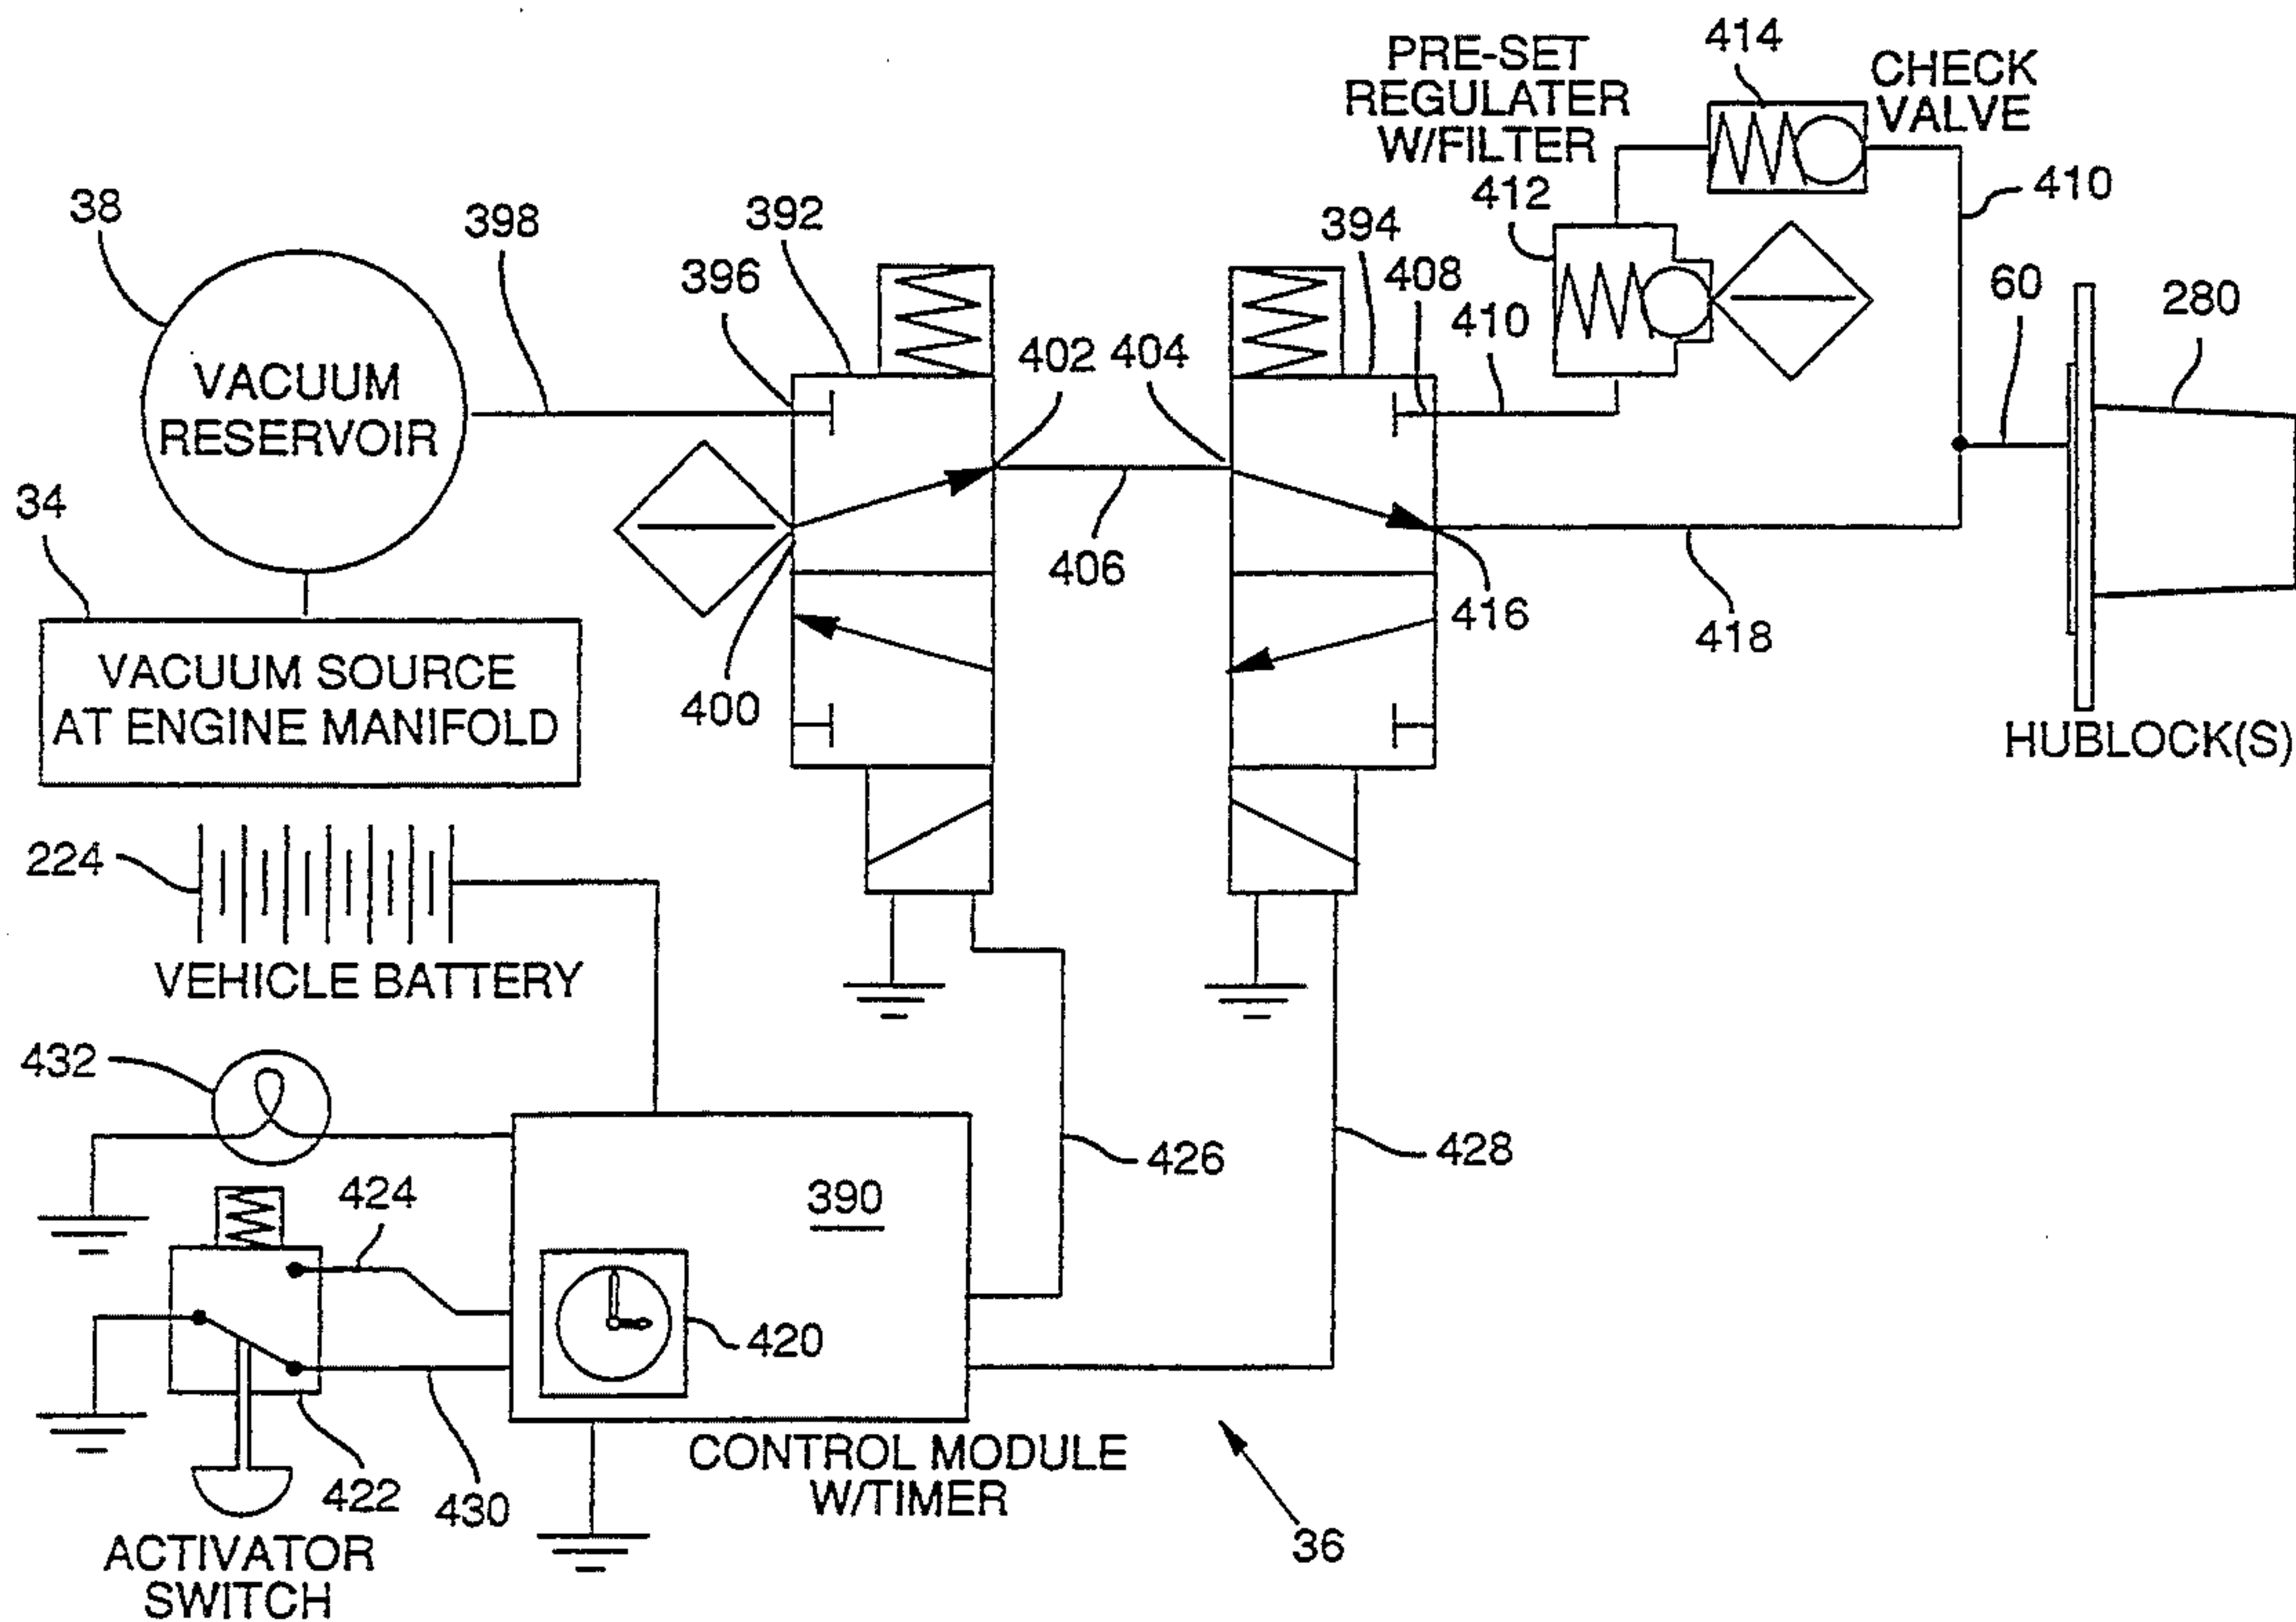 414
PRE-SET
REGULATER
W/FILTER
CHECK
VALVE
412
410
38
398
392
396
394
408
410
60
280
402
404
VACUUM
RESERVOIR
34
406
416
418
400
VACUUM SOURCE
AT ENGINE MANIFOLD
HUBLOCK(S)
224
VEHICLE BATTERY
432
426
428
424
390
420
422
430
CONTROL MODULE
W/TIMER
36
ACTIVATOR
SWITCH